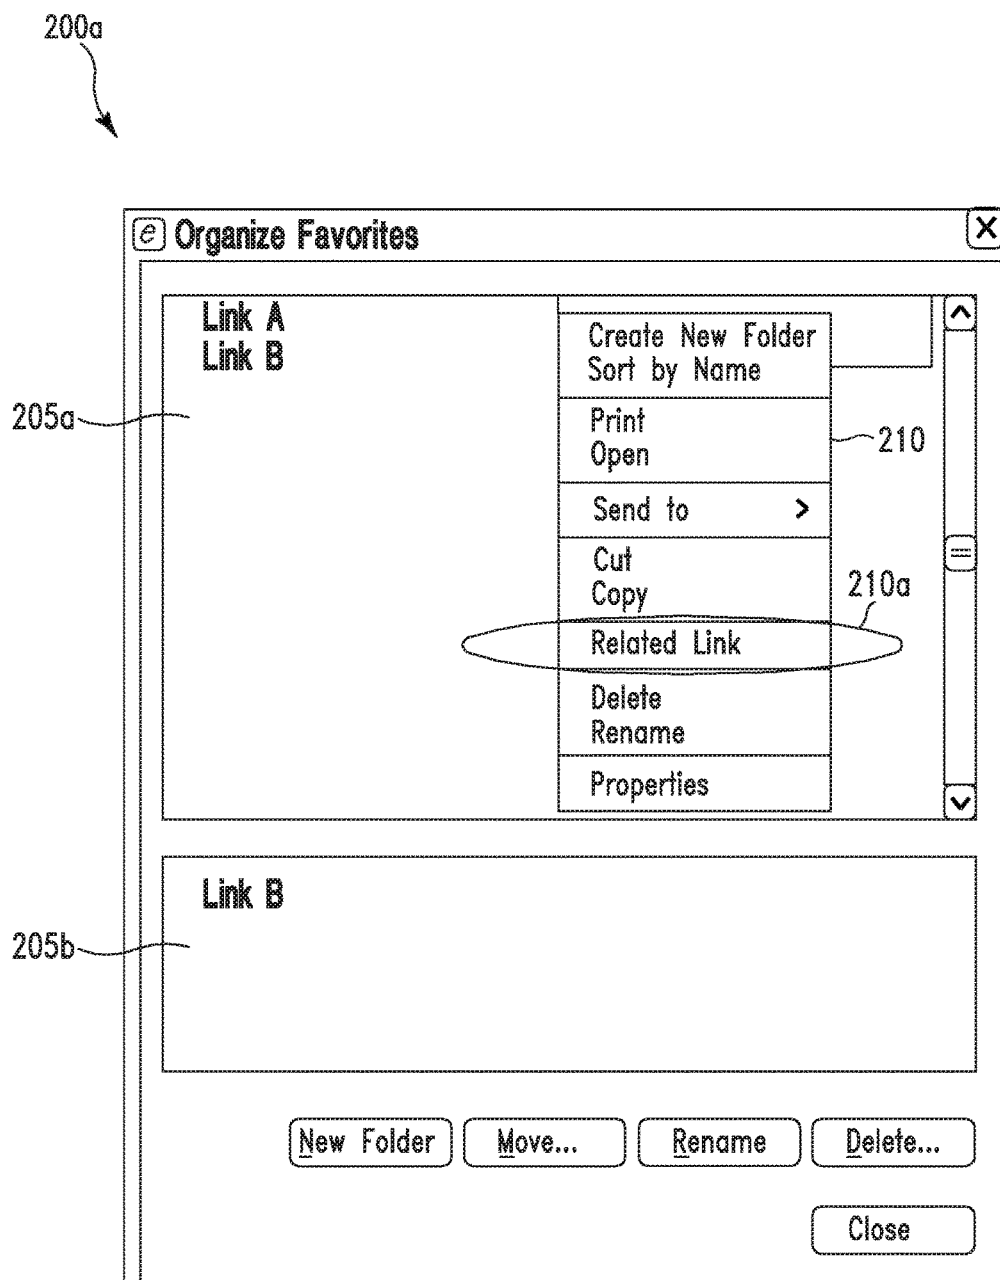 200a
e Organize Favorites X
Link A
Link B
Create New Folder
Sort by Name
205a
Print
Open
210
Send to >
Cut
Copy
210a
Related Link
Delete
Rename
Properties
Link B
205b
New Folder Move... Rename Delete...
Close